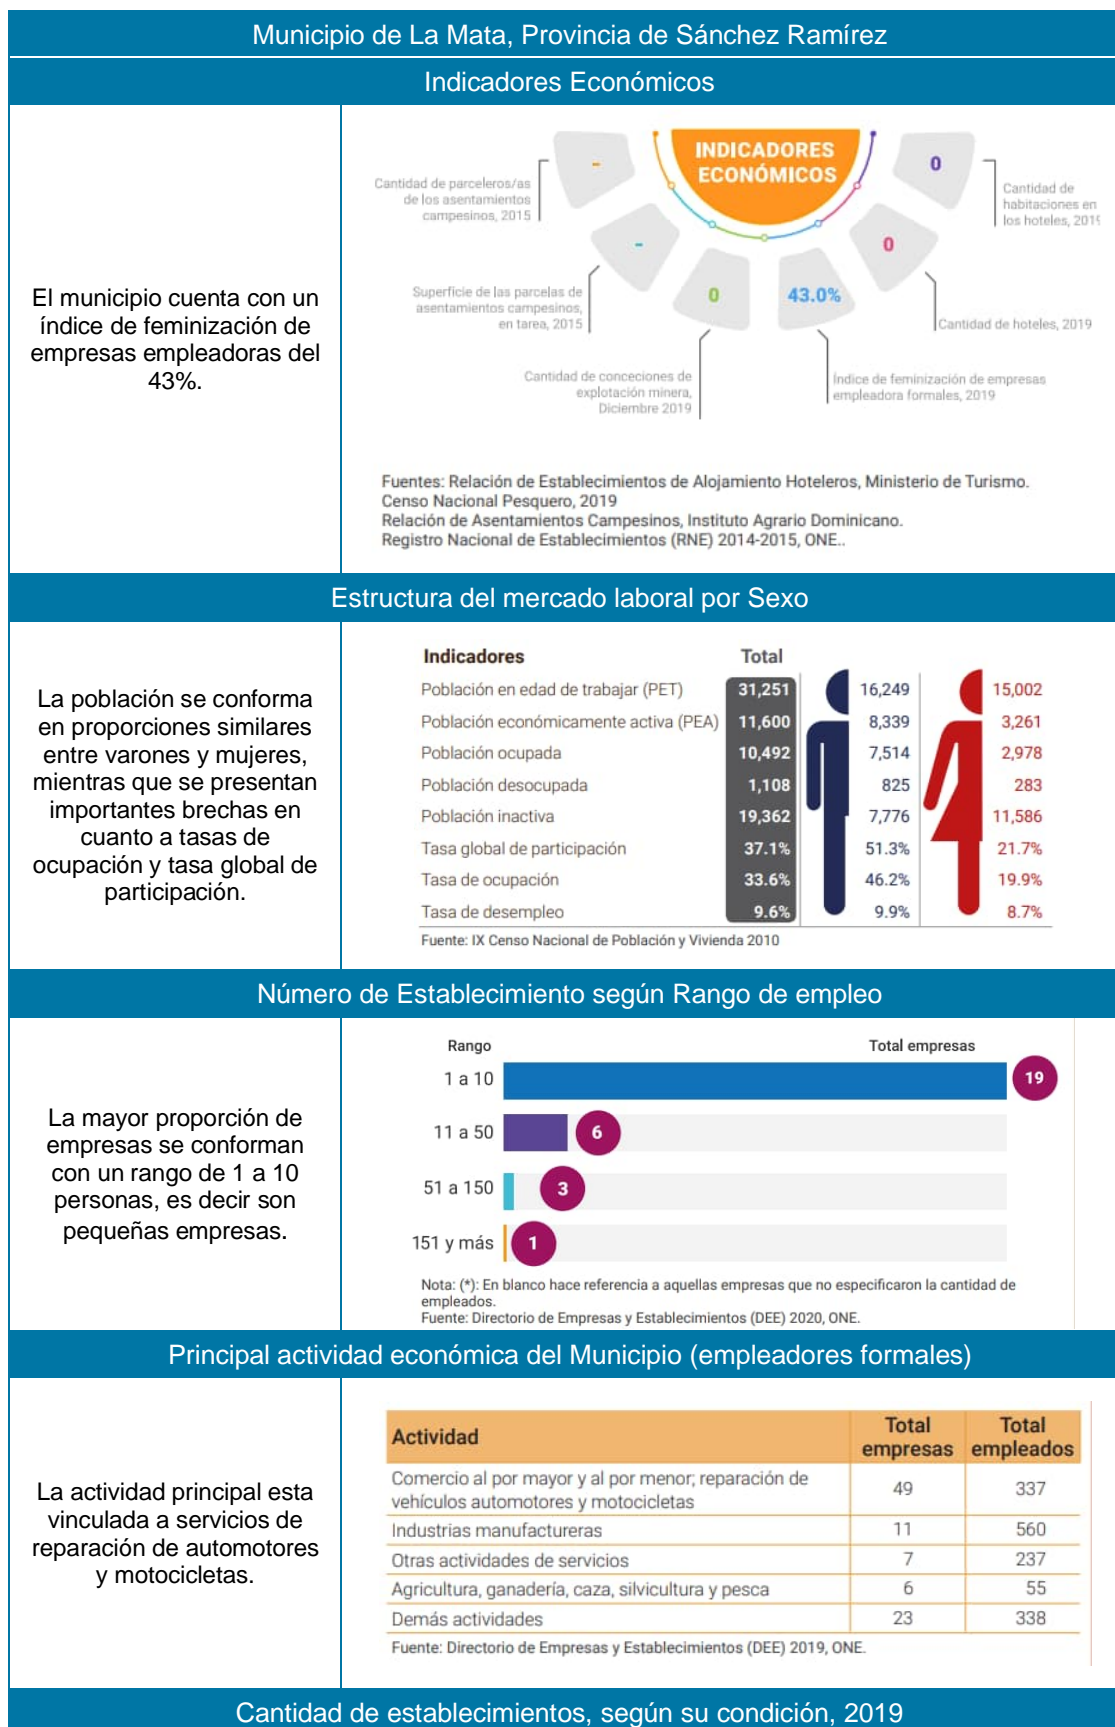 Municipio de La Mata, Provincia de Sánchez Ramírez
Indicadores Económicos
El municipio cuenta con un
índice de feminización de
empresas empleadoras del
43%.
INDICADORES
ECONÓMICOS
-
Cantidad de parceleros/as
de los asentamientos
campesinos, 2015
-
Superficie de las parcelas de
asentamientos campesinos,
en tarea, 2015
0
Cantidad de conceciones de
explotación minera,
Diciembre 2019
43.0%
Índice de feminización de empresas
empleadora formales, 2019
0
Cantidad de hoteles, 2019
0
Cantidad de
habitaciones en
los hoteles, 2019
Fuentes: Relación de Establecimientos de Alojamiento Hoteleros, Ministerio de Turismo.
Censo Nacional Pesquero, 2019
Relación de Asentamientos Campesinos, Instituto Agrario Dominicano.
Registro Nacional de Establecimientos (RNE) 2014-2015, ONE..
Estructura del mercado laboral por Sexo
La población se conforma
en proporciones similares
entre varones y mujeres,
mientras que se presentan
importantes brechas en
cuanto a tasas de
ocupación y tasa global de
participación.
Indicadores Total
Población en edad de trabajar (PET) 31,251 16,249 15,002
Población económicamente activa (PEA) 11,600 8,339 3,261
Población ocupada 10,492 7,514 2,978
Población desocupada 1,108 825 283
Población inactiva 19,362 7,776 11,586
Tasa global de participación 37.1% 51.3% 21.7%
Tasa de ocupación 33.6% 46.2% 19.9%
Tasa de desempleo 9.6% 9.9% 8.7%
Fuente: IX Censo Nacional de Población y Vivienda 2010
Número de Establecimiento según Rango de empleo
La mayor proporción de
empresas se conforman
con un rango de 1 a 10
personas, es decir son
pequeñas empresas.
Rango Total empresas
1 a 10 19
11 a 50 6
51 a 150 3
151 y más 1
Nota: (*): En blanco hace referencia a aquellas empresas que no especificaron la cantidad de
empleados.
Fuente: Directorio de Empresas y Establecimientos (DEE) 2020, ONE.
Principal actividad económica del Municipio (empleadores formales)
La actividad principal esta
vinculada a servicios de
reparación de automotores
y motocicletas.
Actividad Total empresas Total empleados
Comercio al por mayor y al por menor; reparación de
vehículos automotores y motocicletas 49 337
Industrias manufactureras 11 560
Otras actividades de servicios 7 237
Agricultura, ganadería, caza, silvicultura y pesca 6 55
Demás actividades 23 338
Fuente: Directorio de Empresas y Establecimientos (DEE) 2019, ONE.
Cantidad de establecimientos, según su condición, 2019